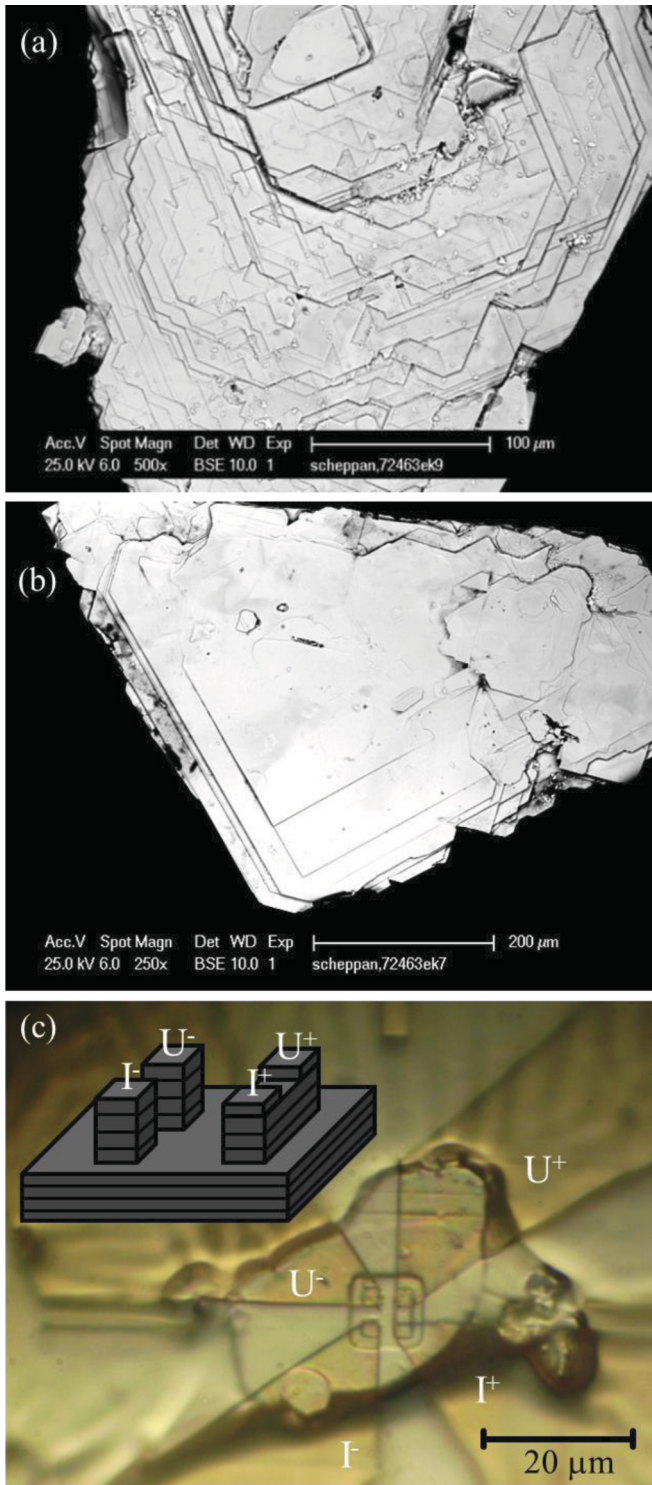 (a)
Acc.V Spot Magn Det WD Exp 100 µm
25.0 kV 6.0 500x BSE 10.0 1 scheppan,72463ek9
(b)
Acc.V Spot Magn Det WD Exp 200 µm
25.0 kV 6.0 250x BSE 10.0 1 scheppan,72463ek7
(c)
U⁻ U⁺
I⁻ I⁺
U⁺
U⁻
I⁺
I⁻
20 µm